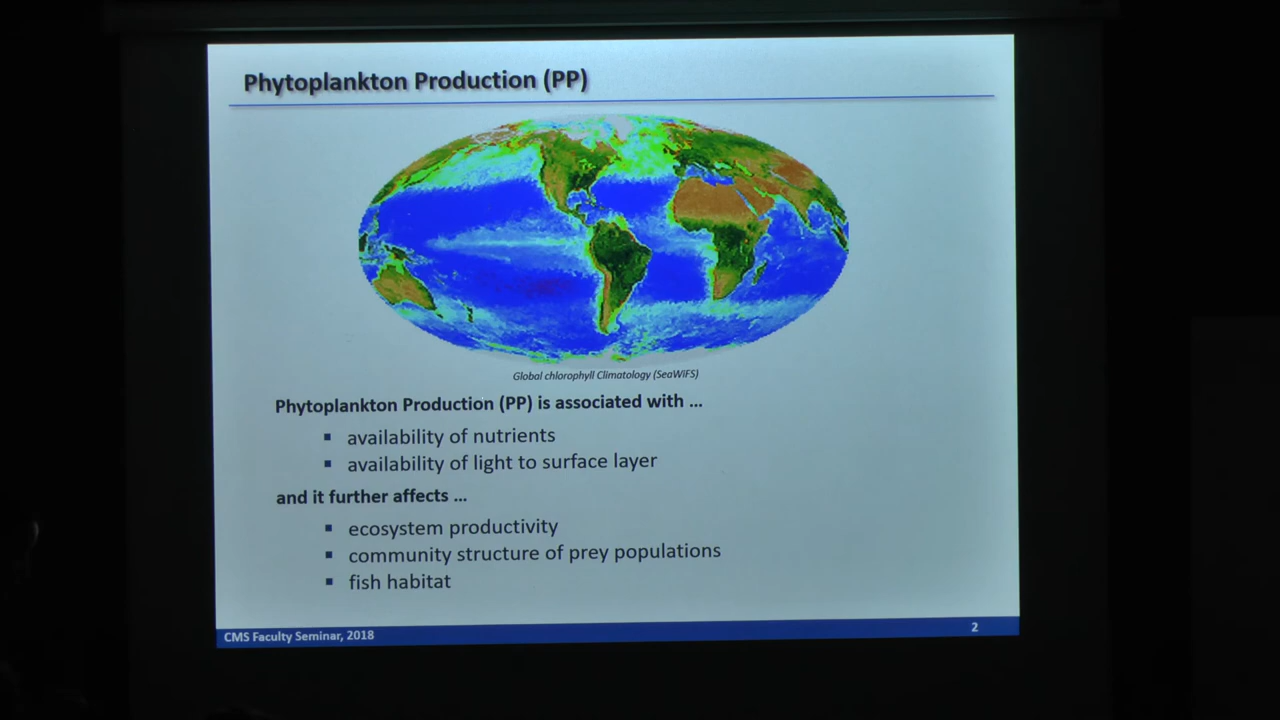 Phytoplankton Production (PP)
Global chlorophyll Climatology (SeaWiFS)
Phytoplankton Production (PP) is associated with ...
▪ availability of nutrients
▪ availability of light to surface layer
and it further affects ...
▪ ecosystem productivity
▪ community structure of prey populations
▪ fish habitat
CMS Faculty Seminar, 2018
2